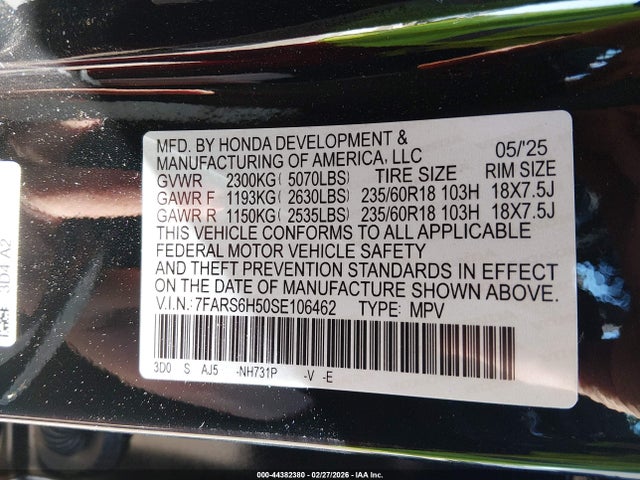 MFD. BY HONDA DEVELOPMENT &
MANUFACTURING OF AMERICA, LLC 05/'25
GVWR 2300KG( 5070LBS) TIRE SIZE RIM SIZE
GAWR F 1193KG( 2630LBS) 235/60R18 103H 18X7.5J
GAWR R 1150KG( 2535LBS) 235/60R18 103H 18X7.5J
THIS VEHICLE CONFORMS TO ALL APPLICABLE
FEDERAL MOTOR VEHICLE SAFETY
AND THEFT PREVENTION STANDARDS IN EFFECT
ON THE DATE OF MANUFACTURE SHOWN ABOVE.
V.I.N.: 7FARS6H50SE106462 TYPE: MPV
3D0 S AJ5 -NH731P -V -E
3D4 A2
000-44382380 - 02/27/2026 - IAA Inc.